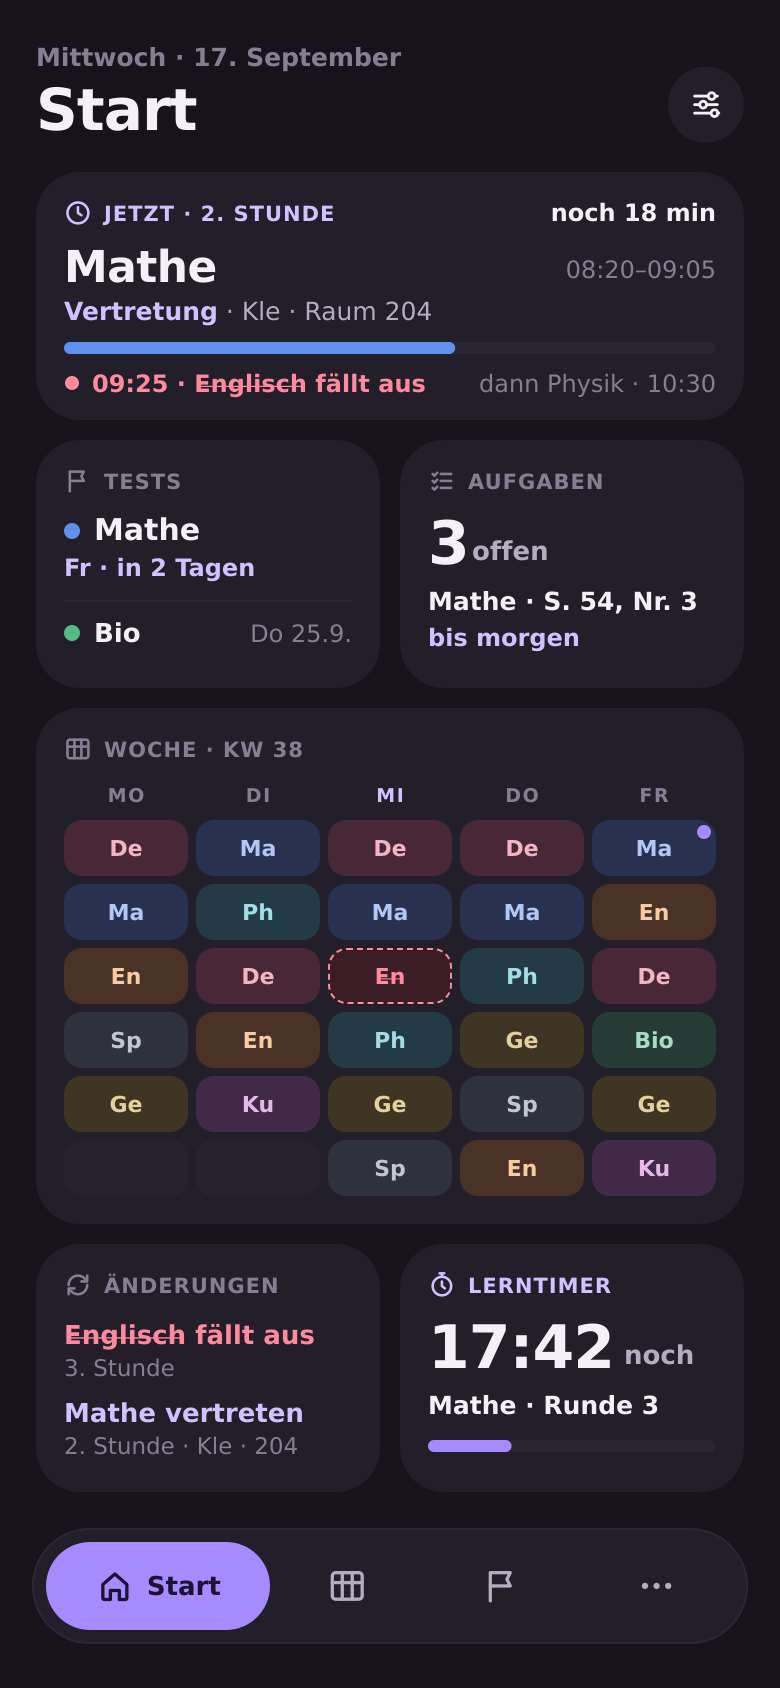 Mittwoch · 17. September
Start
JETZT · 2. STUNDE noch 18 min
Mathe 08:20–09:05
Vertretung · Kle · Raum 204
09:25 · Englisch fällt aus dann Physik · 10:30
TESTS
Mathe
Fr · in 2 Tagen
Bio Do 25.9.
AUFGABEN
3 offen
Mathe · S. 54, Nr. 3
bis morgen
WOCHE · KW 38
MO DI MI DO FR
De Ma De De Ma
Ma Ph Ma Ma En
En De En Ph De
Sp En Ph Ge Bio
Ge Ku Ge Sp Ge
Sp En Ku
ÄNDERUNGEN
Englisch fällt aus
3. Stunde
Mathe vertreten
2. Stunde · Kle · 204
LERNTIMER
17:42 noch
Mathe · Runde 3
Start